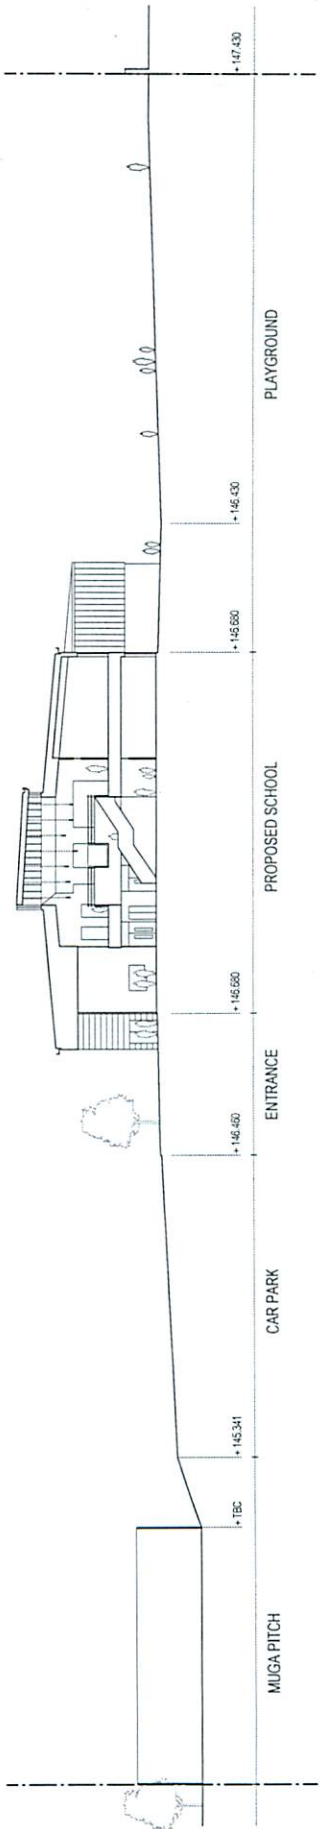 +TBC
+145.341
+146.460
+146.680
+146.680
+146.430
+147.430
MUGA PITCH
CAR PARK
ENTRANCE
PROPOSED SCHOOL
PLAYGROUND